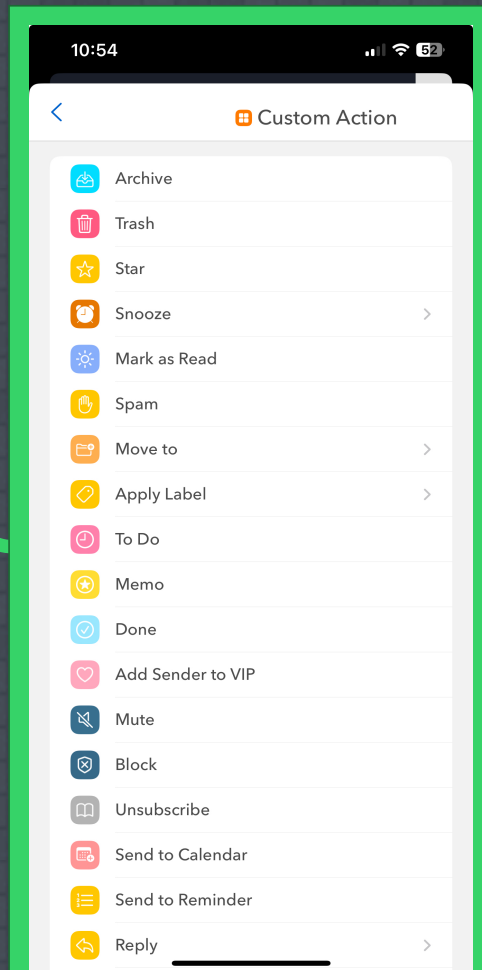 10:54
52
Custom Action
Archive
Trash
Star
Snooze
Mark as Read
Spam
Move to
Apply Label
To Do
Memo
Done
Add Sender to VIP
Mute
Block
Unsubscribe
Send to Calendar
Send to Reminder
Reply